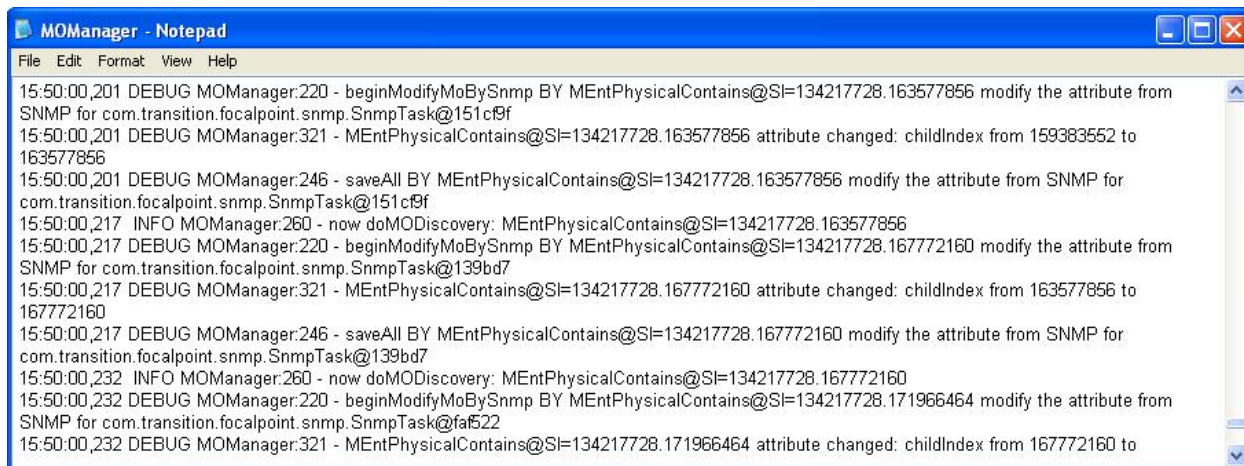 MOManager - Notepad
File Edit Format View Help
15:50:00,201 DEBUG MOManager:220 - beginModifyMoBySnmp BY MEntPhysicalContains@SI=134217728.163577856 modify the attribute from
SNMP for com.transition.focalpoint.snmp.SnmpTask@151cf9f
15:50:00,201 DEBUG MOManager:321 - MEntPhysicalContains@SI=134217728.163577856 attribute changed: childIndex from 159383552 to
163577856
15:50:00,201 DEBUG MOManager:246 - saveAll BY MEntPhysicalContains@SI=134217728.163577856 modify the attribute from SNMP for
com.transition.focalpoint.snmp.SnmpTask@151cf9f
15:50:00,217  INFO MOManager:260 - now doMODiscovery: MEntPhysicalContains@SI=134217728.163577856
15:50:00,217 DEBUG MOManager:220 - beginModifyMoBySnmp BY MEntPhysicalContains@SI=134217728.167772160 modify the attribute from
SNMP for com.transition.focalpoint.snmp.SnmpTask@139bd7
15:50:00,217 DEBUG MOManager:321 - MEntPhysicalContains@SI=134217728.167772160 attribute changed: childIndex from 163577856 to
167772160
15:50:00,217 DEBUG MOManager:246 - saveAll BY MEntPhysicalContains@SI=134217728.167772160 modify the attribute from SNMP for
com.transition.focalpoint.snmp.SnmpTask@139bd7
15:50:00,232  INFO MOManager:260 - now doMODiscovery: MEntPhysicalContains@SI=134217728.167772160
15:50:00,232 DEBUG MOManager:220 - beginModifyMoBySnmp BY MEntPhysicalContains@SI=134217728.171966464 modify the attribute from
SNMP for com.transition.focalpoint.snmp.SnmpTask@faf522
15:50:00,232 DEBUG MOManager:321 - MEntPhysicalContains@SI=134217728.171966464 attribute changed: childIndex from 167772160 to